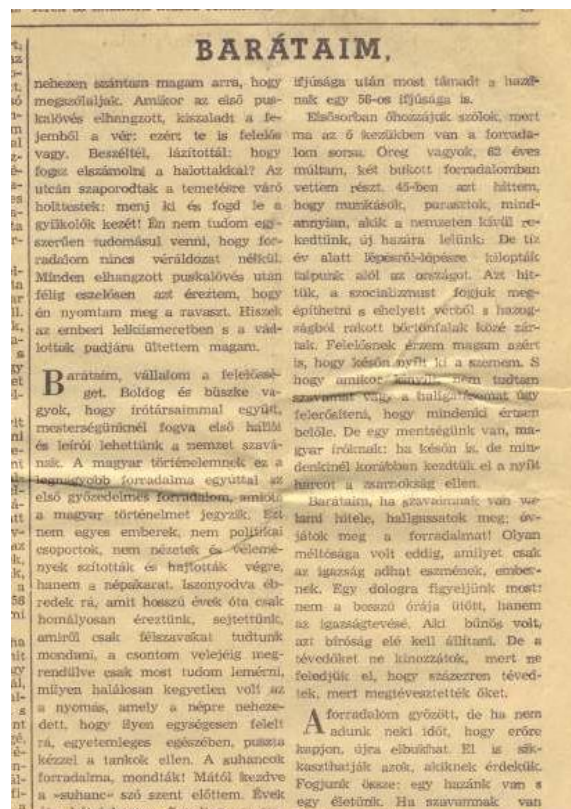 BARÁTAIM,
nehezen szántam magam arra, hogy
megszólaljak. Amikor az első pus-
kalövés elhangzott, kiszaladt a fe-
jemből a vér: ezért te is felelős
vagy. Beszéltél, lázítottál: hogy
fogsz elszámolni a halottakkal? Az
utcán szaporodtak a temetésre váró
holttestek: menj ki és fogd le a
gyilkolók kezét! Én nem tudom egy-
szerűen tudomásul venni, hogy for-
radalom nincs véráldozat nélkül.
Minden elhangzott puskalövés után
félig eszelősen azt éreztem, hogy
én nyomtam meg a ravaszt. Hiszek
az emberi lelkiismeretben s a vád-
lottak padjára ültettem magam.
Barátaim, vállalom a felelőssé-
get. Boldog és büszke va-
gyok, hogy írótársaimmal együtt,
mesterségünknél fogva első hallói
és leírói lehettünk a nemzet szavá-
nak. A magyar történelemnek ez a
legnagyobb forradalma egyúttal az
első győzedelmes forradalom, amióta
a magyar történelmet jegyzik. Ezt
nem egyes emberek, nem politikai
csoportok, nem nézetek és vélemé-
nyek szították és hajtották végre,
hanem a népakarat. Iszonyodva éb-
redek rá, amit hosszú évek óta csak
homályosan éreztünk, sejtettünk,
amiről csak félszavakat tudtunk
mondani, a csontom velejéig meg-
rendülve csak most tudom lemérni,
milyen halálosan kegyetlen volt az
a nyomás, amely a népre neheze-
dett, hogy ilyen egységesen felelt
rá, egyetemleges egészében, puszta
kézzel a tankok ellen. A suhancok
forradalma, mondták! Mától kezdve
a »suhanc« szó szent előttem. Évek
ifjúsága után most támadt a hazá-
nak egy 56-os ifjúsága is.
Elsősorban őhozzájuk szólok, mert
ma az ő kezükben van a forrada-
lom sorsa. Öreg vagyok, 62 éves
múltam, két bukott forradalomban
vettem részt. 45-ben azt hittem,
hogy munkások, parasztok, mind-
annyian, akik a nemzeten kívül re-
kedtünk, új hazára lelünk. De tíz
év alatt lépésről-lépésre kilopták
talpunk alól az országot. Azt hit-
tük, a szocializmust fogjuk meg-
építhetni s ehelyett vérből s hazug-
ságból rakott börtönfalak közé zár-
tak. Felelősnek érzem magam azért
is, hogy későn nyílt ki a szemem. S
hogy amikor kinyílt, nem tudtam
szavamat vagy a hallgatásomat úgy
felerősíteni, hogy mindenki értsen
belőle. De egy mentségünk van, ma-
gyar íróknak: ha későn is, de min-
denkinél korábban kezdtük el a nyílt
harcot a zsarnokság ellen.
Barátaim, ha szavaimnak van va-
lami hitele, hallgassatok meg; óv-
játok meg a forradalmat! Olyan
méltósága volt eddig, amilyet csak
az igazság adhat eszmének, ember-
nek. Egy dologra figyeljünk most:
nem a bosszú órája ütött, hanem
az igazságtevésé. Aki bűnös volt,
azt bíróság elé kell állítani. De a
tévedőket ne kínozzátok, mert ne
feledjük el, hogy százezren téved-
tek, mert megtévesztették őket.
A forradalom győzött, de ha nem
adunk neki időt, hogy erőre
kapjon, újra elbukhat. El is sik-
kaszthatják azok, akiknek érdekük.
Fogjunk össze: egy hazánk van s
egy életünk. Ha szavamnak van